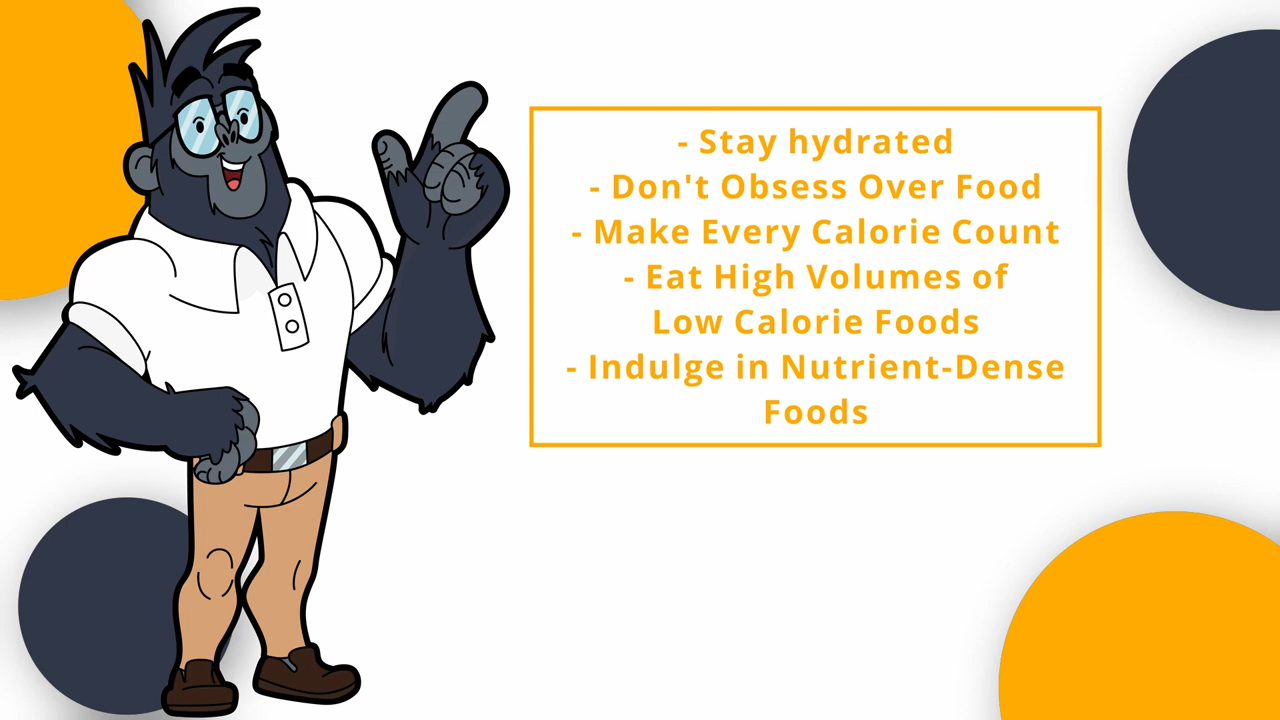 - Stay hydrated
- Don't Obsess Over Food
- Make Every Calorie Count
- Eat High Volumes of
Low Calorie Foods
- Indulge in Nutrient-Dense
Foods